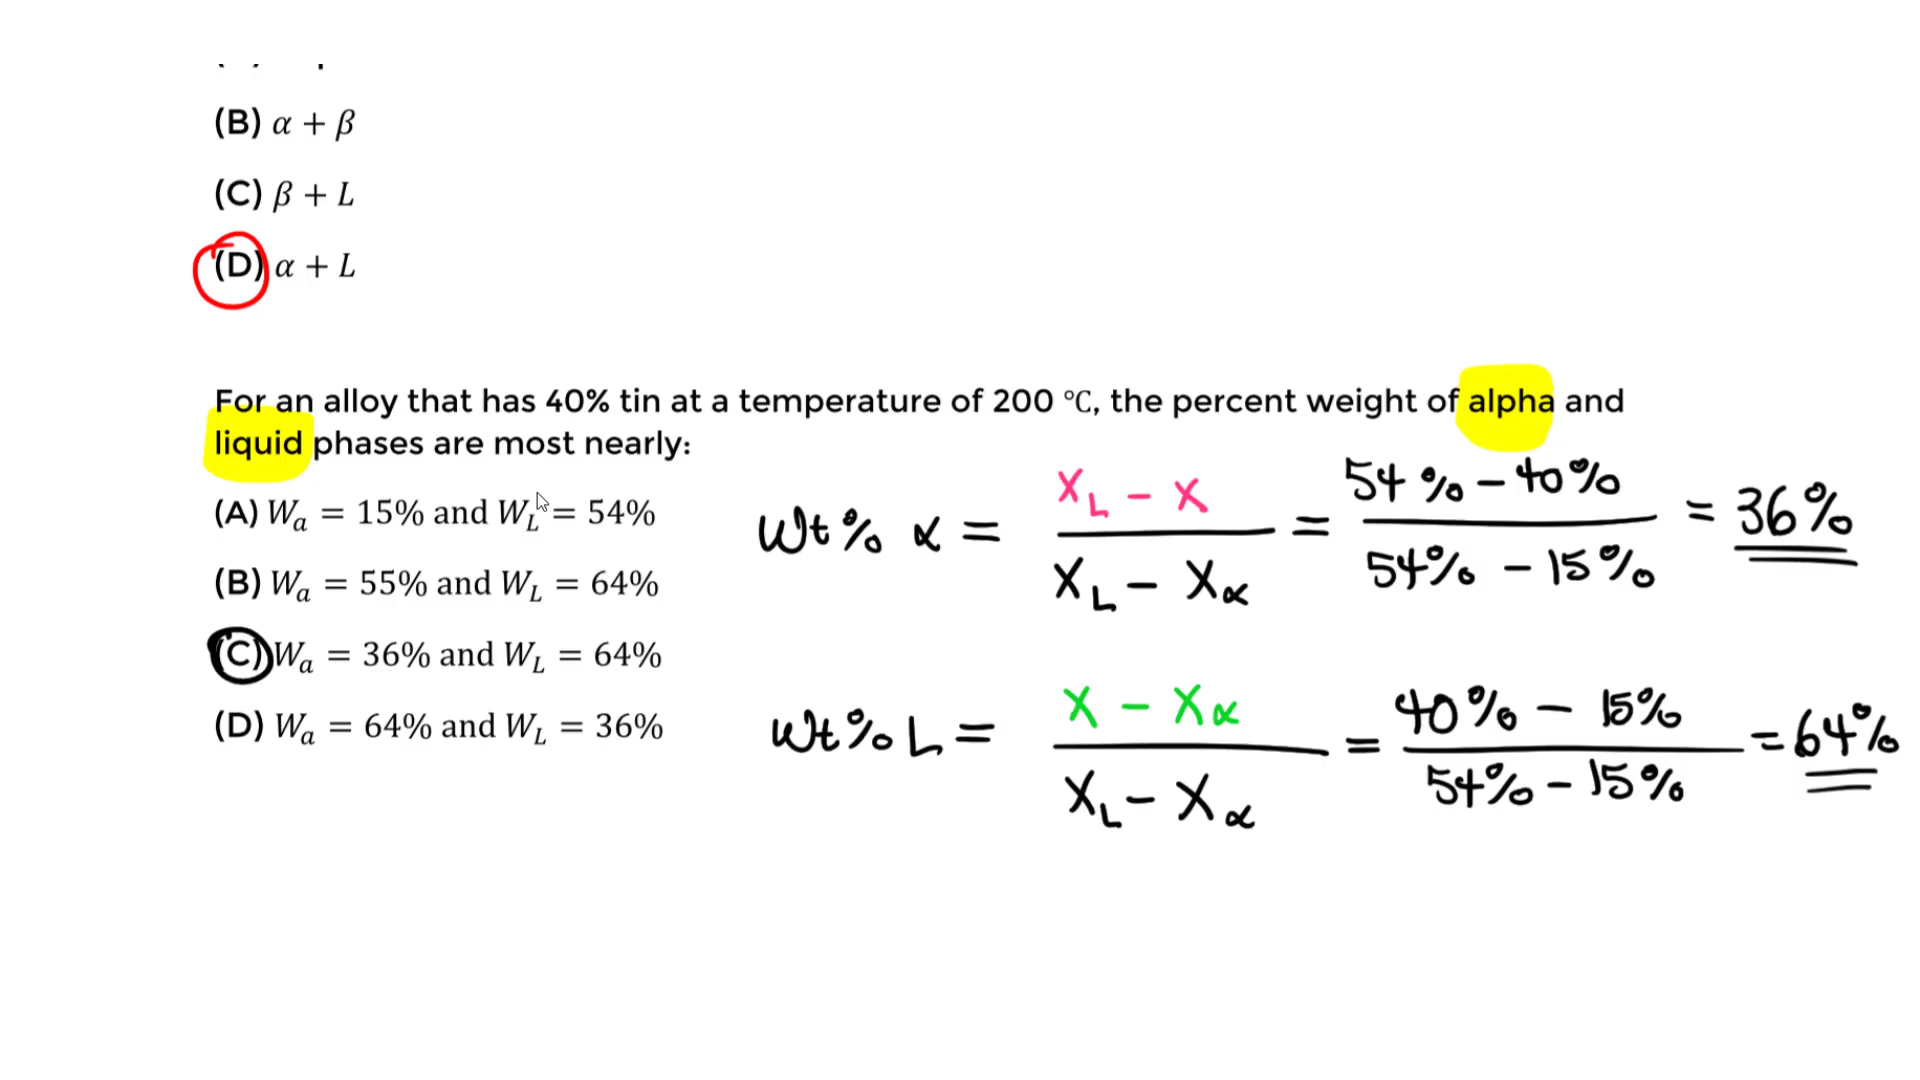 (B) α + β
(C) β + L
(D) α + L
For an alloy that has 40% tin at a temperature of 200 °C, the percent weight of alpha and
liquid phases are most nearly:
(A) Wa = 15% and WL = 54%
(B) Wa = 55% and WL = 64%
(C) Wa = 36% and WL = 64%
(D) Wa = 64% and WL = 36%
Wt% α = (XL - X) / (XL - Xα) = (54% - 40%) / (54% - 15%) = 36%
Wt% L = (X - Xα) / (XL - Xα) = (40% - 15%) / (54% - 15%) = 64%